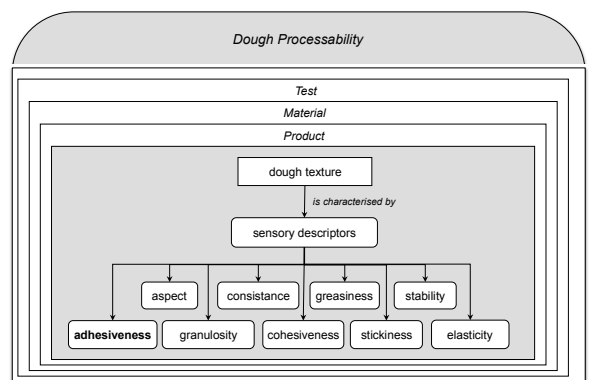 Dough Processability
Test
Material
Product
dough texture
is characterised by
sensory descriptors
aspect consistance greasiness stability
adhesiveness granulosity cohesiveness stickiness elasticity